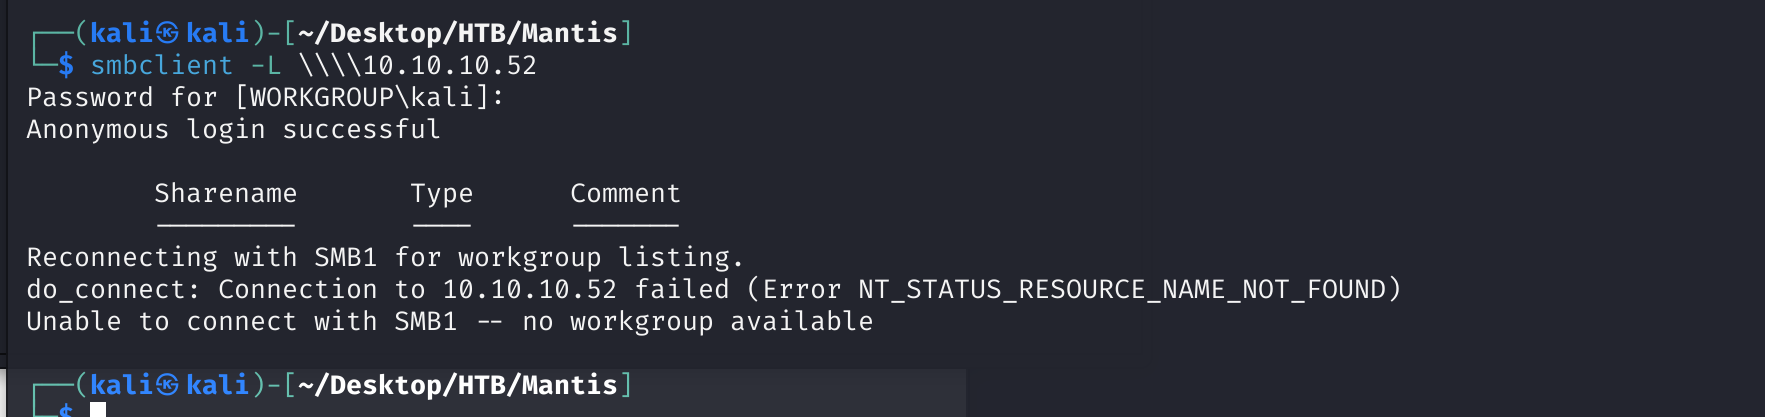 ┌──(kali㉿kali)-[~/Desktop/HTB/Mantis]
└─$ smbclient -L \\\\10.10.10.52
Password for [WORKGROUP\kali]:
Anonymous login successful
Sharename Type Comment
--------- ---- -------
Reconnecting with SMB1 for workgroup listing.
do_connect: Connection to 10.10.10.52 failed (Error NT_STATUS_RESOURCE_NAME_NOT_FOUND)
Unable to connect with SMB1 -- no workgroup available
┌──(kali㉿kali)-[~/Desktop/HTB/Mantis]
└─$